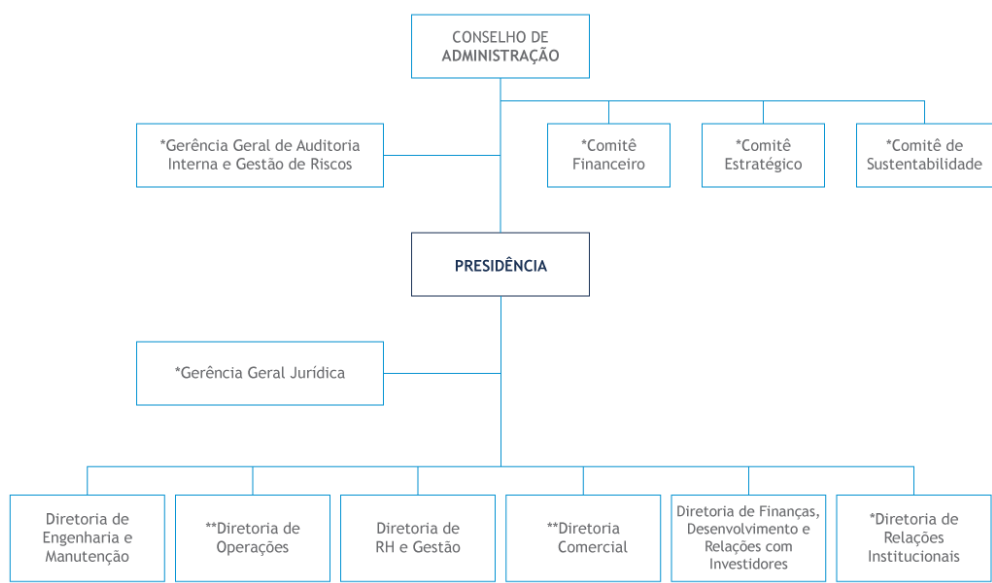 CONSELHO DE
ADMINISTRAÇÃO
*Gerência Geral de Auditoria
Interna e Gestão de Riscos
*Comitê
Financeiro
*Comitê
Estratégico
*Comitê de
Sustentabilidade
PRESIDÊNCIA
*Gerência Geral Jurídica
Diretoria de
Engenharia e
Manutenção
**Diretoria de
Operações
Diretoria de
RH e Gestão
**Diretoria
Comercial
Diretoria de Finanças,
Desenvolvimento e
Relações com
Investidores
*Diretoria de
Relações
Institucionais